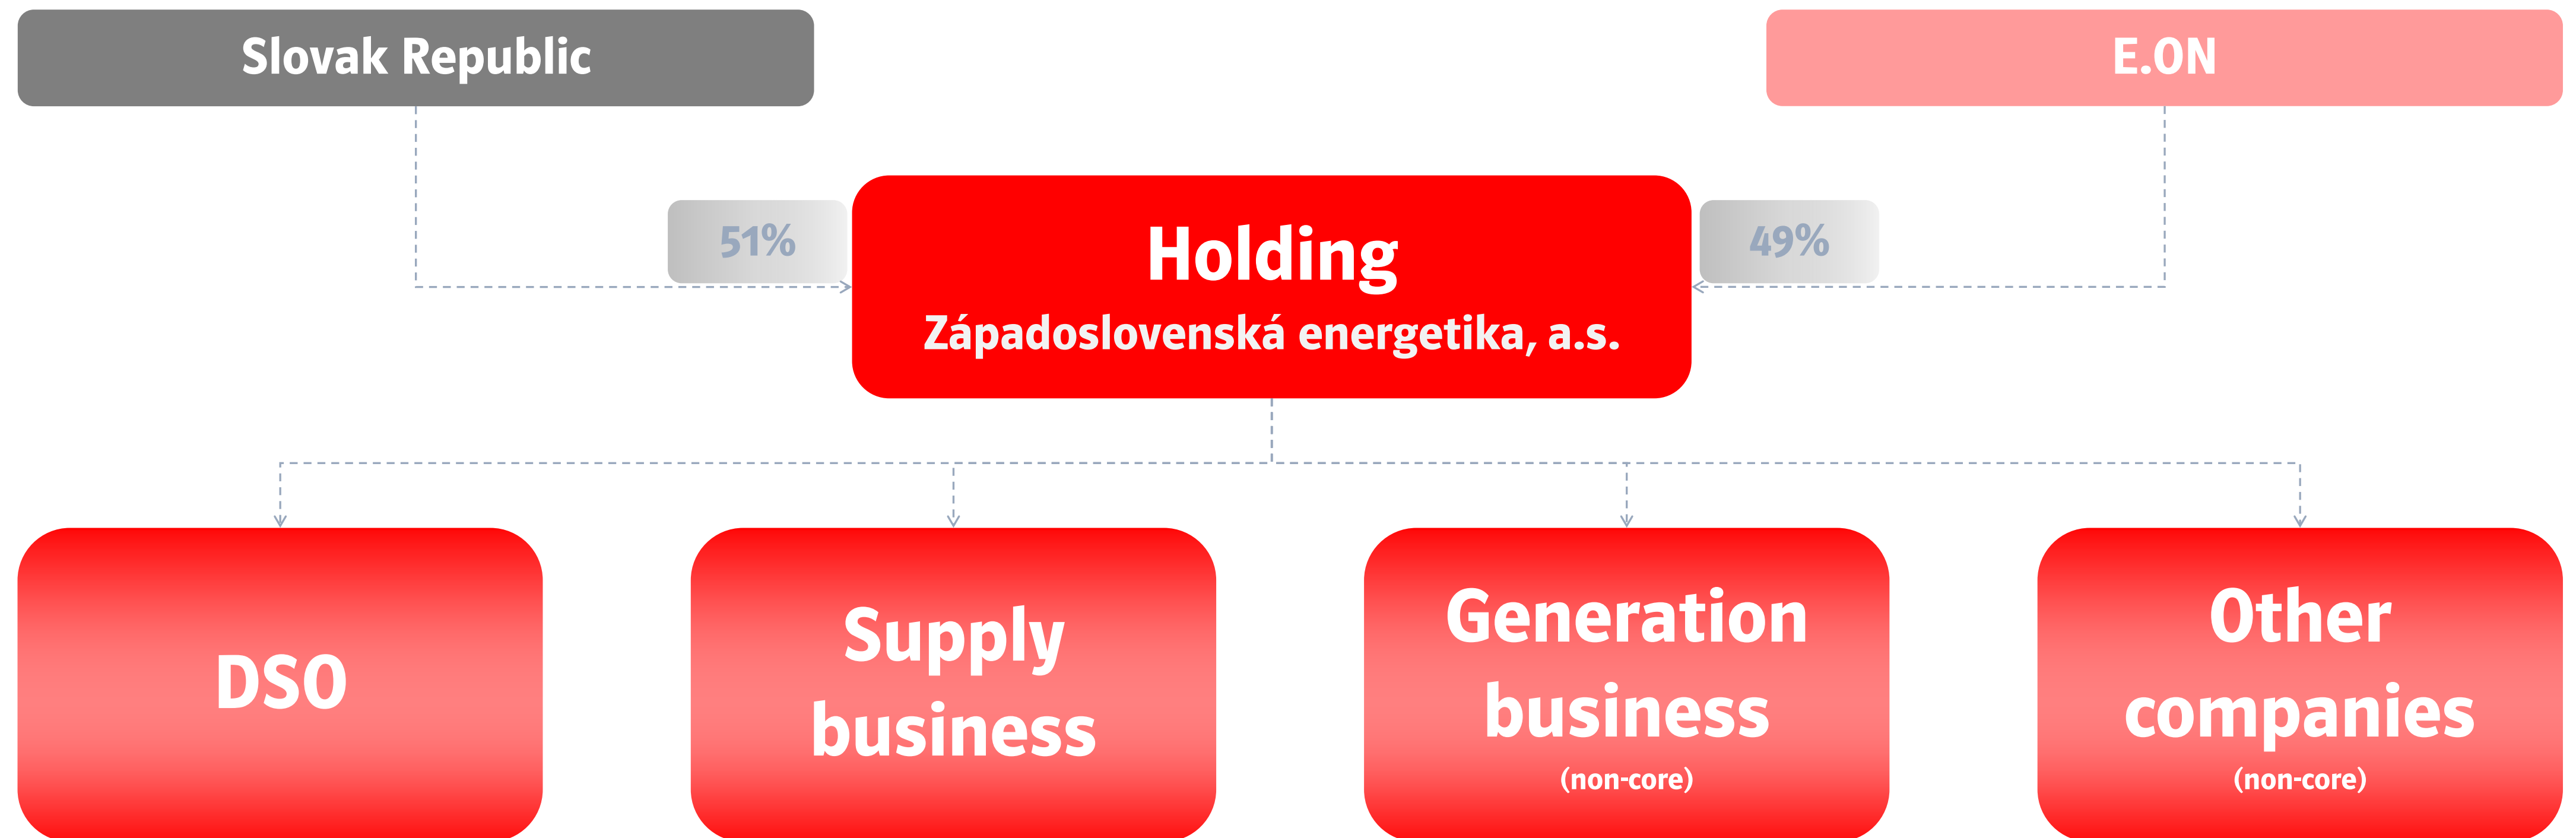 Slovak Republic
E.ON
51%
Holding
49%
Západoslovenská energetika, a.s.
DSO
Supply
business
Generation
business
(non-core)
Other
companies
(non-core)